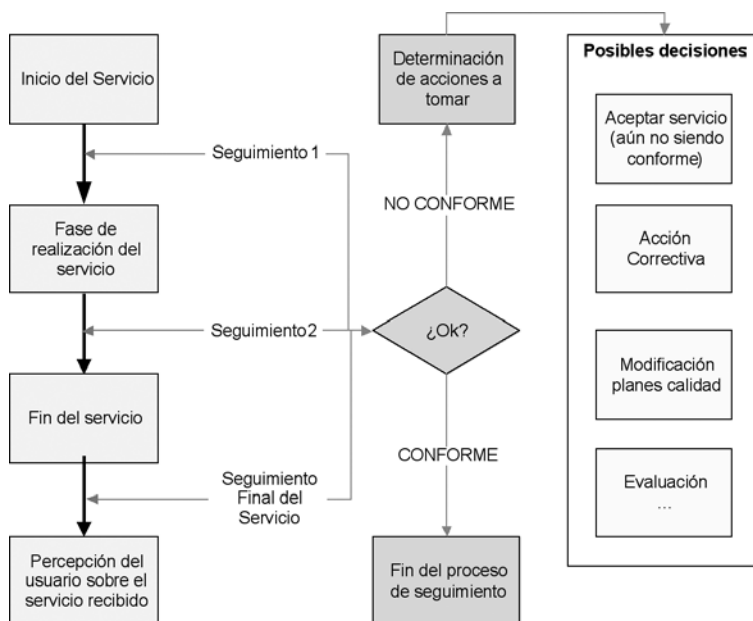 Inicio del Servicio
Seguimiento 1
Fase de
realización del
servicio
Seguimiento 2
Fin del servicio
Seguimiento
Final del
Servicio
Percepción del
usuario sobre el
servicio recibido
Determinación
de acciones a
tomar
NO CONFORME
¿Ok?
CONFORME
Fin del proceso
de seguimiento
Posibles decisiones:
Aceptar servicio
(aún no siendo
conforme)
Acción
Correctiva
Modificación
planes calidad
Evaluación
...